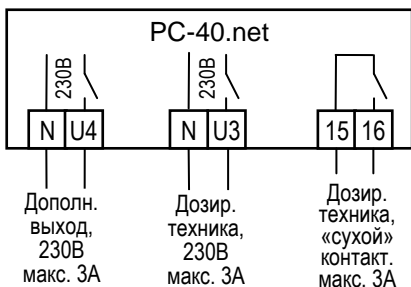 PC-40.net
230В 230В
N U4 N U3 15 16
Дополн.
выход,
230В
макс. 3А
Дозир.
техника,
230В
макс. 3А
Дозир.
техника,
«сухой»
контакт.
макс. 3А